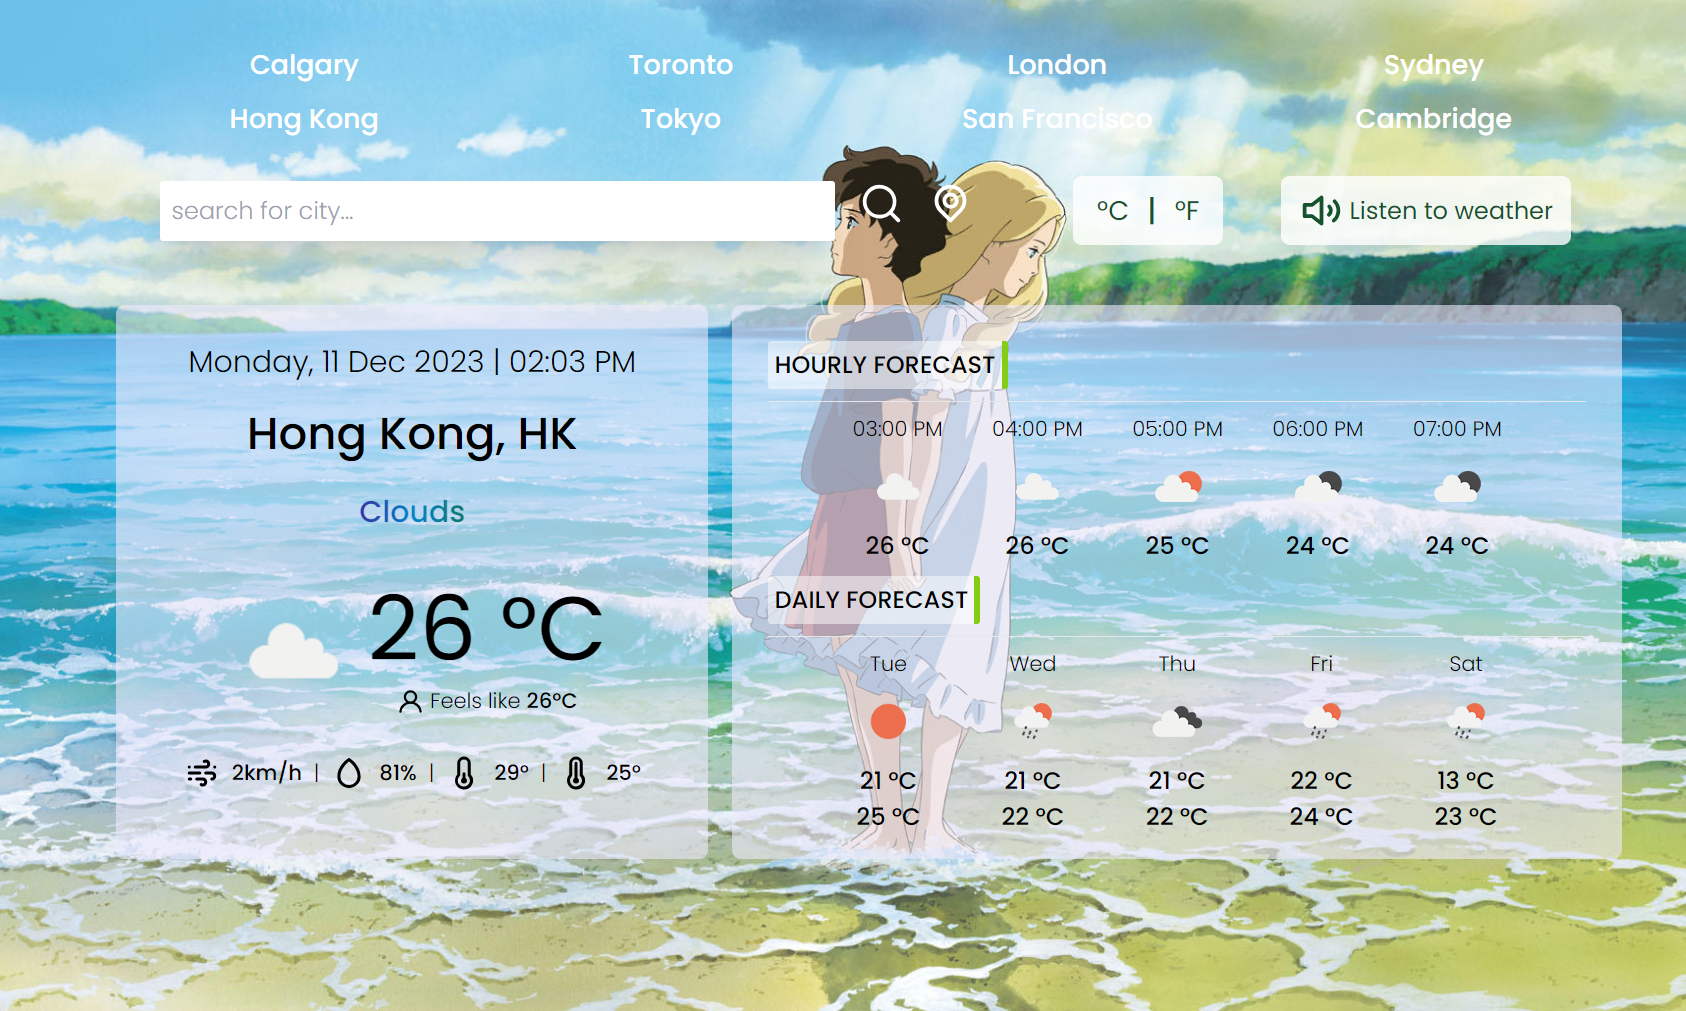 Calgary Toronto London Sydney
Hong Kong Tokyo San Francisco Cambridge
search for city...
°C | °F
Listen to weather
Monday, 11 Dec 2023 | 02:03 PM
Hong Kong, HK
Clouds
26 °C
Feels like 26°C
2km/h | 81% | 29° | 25°
HOURLY FORECAST
03:00 PM 04:00 PM 05:00 PM 06:00 PM 07:00 PM
26 °C 26 °C 25 °C 24 °C 24 °C
DAILY FORECAST
Tue Wed Thu Fri Sat
21 °C 21 °C 21 °C 22 °C 13 °C
25 °C 22 °C 22 °C 24 °C 23 °C